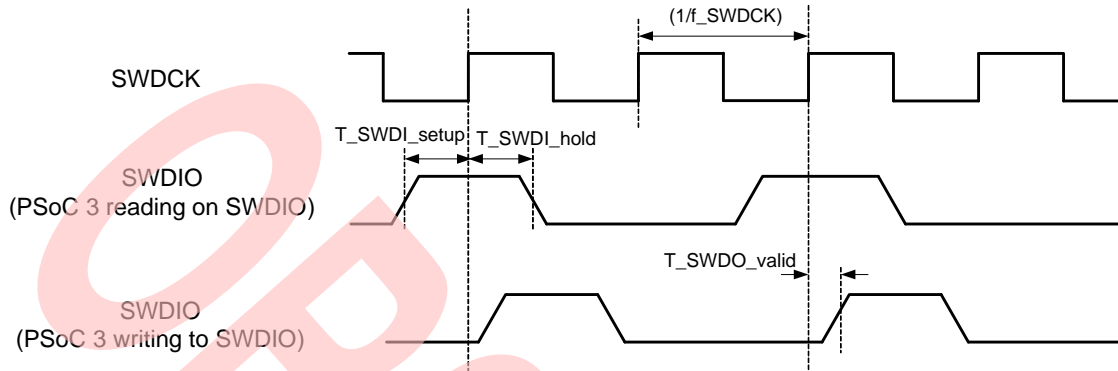 (1/f_SWDCK)
SWDCK
T_SWDI_setup T_SWDI_hold
SWDIO
(PSoC 3 reading on SWDIO)
T_SWDO_valid
SWDIO
(PSoC 3 writing to SWDIO)